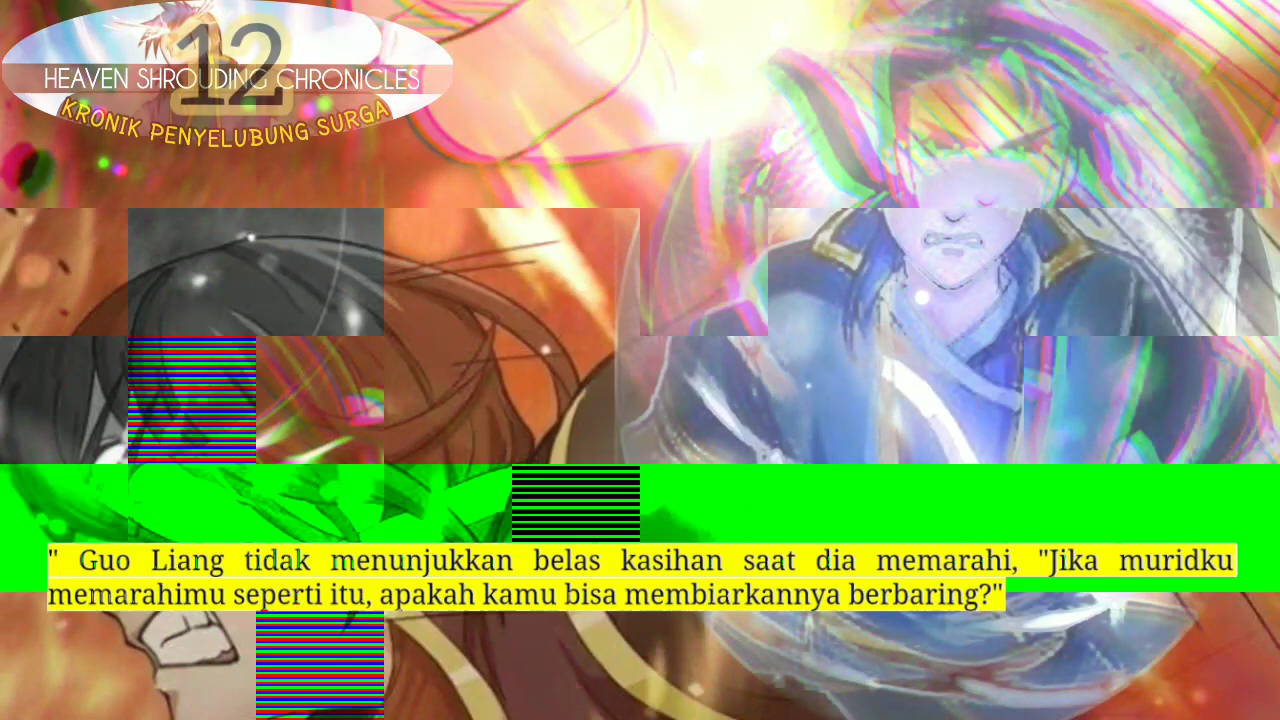 12
HEAVEN SHROUDING CHRONICLES
KRONIK PENYELUBUNG SURGA
" Guo Liang tidak menunjukkan belas kasihan saat dia memarahi, "Jika muridku
memarahimu seperti itu, apakah kamu bisa membiarkannya berbaring?"